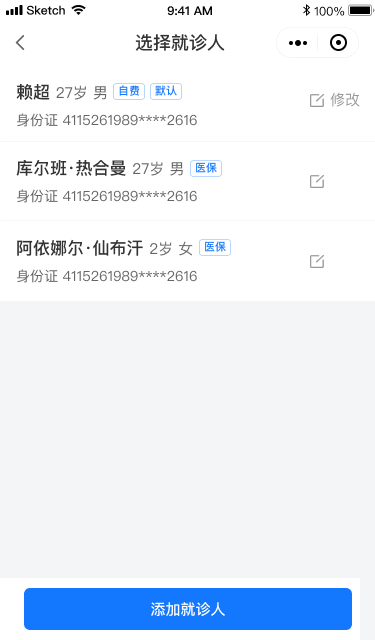 Sketch 9:41 AM 100%
选择就诊人
赖超 27岁 男 自费 默认
身份证 4115261989****2616
修改
库尔班·热合曼 27岁 男 医保
身份证 4115261989****2616
阿依娜尔·仙布汗 2岁 女 医保
身份证 4115261989****2616
添加就诊人